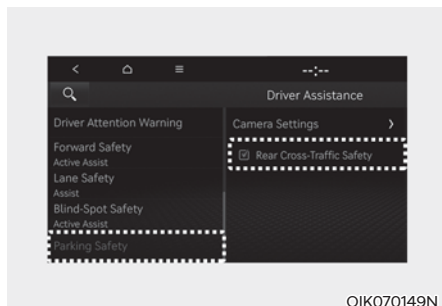 --:--
Driver Assistance
Driver Attention Warning
Forward Safety
Active Assist
Lane Safety
Assist
Blind-Spot Safety
Active Assist
Parking Safety
Camera Settings
Rear Cross-Traffic Safety
OIK070149N